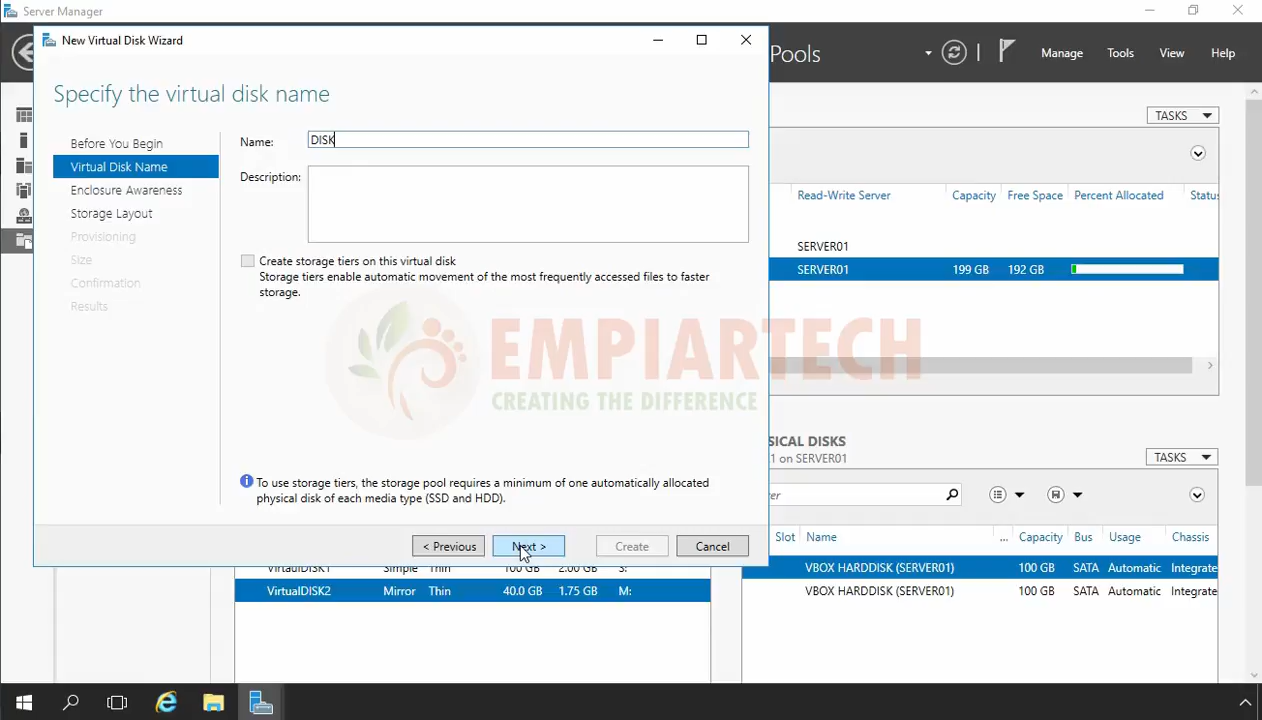 Server Manager
New Virtual Disk Wizard
Pools
Manage Tools View Help
Specify the virtual disk name
Before You Begin
Virtual Disk Name
Enclosure Awareness
Storage Layout
Provisioning
Size
Confirmation
Results
Name: DISK
Description:
Create storage tiers on this virtual disk
Storage tiers enable automatic movement of the most frequently accessed files to faster
storage.
EMPIARTECH
CREATING THE DIFFERENCE
To use storage tiers, the storage pool requires a minimum of one automatically allocated
physical disk of each media type (SSD and HDD).
< Previous Next > Create Cancel
TASKS
Read-Write Server Capacity Free Space Percent Allocated Status
SERVER01
SERVER01 199 GB 192 GB
VirtualDISK1 Simple Thin 100 GB 2.00 GB S:
VirtualDISK2 Mirror Thin 40.0 GB 1.75 GB M:
SICAL DISKS
1 on SERVER01
TASKS
ter
Slot Name ... Capacity Bus Usage Chassis
VBOX HARDDISK (SERVER01) 100 GB SATA Automatic Integrate
VBOX HARDDISK (SERVER01) 100 GB SATA Automatic Integrate